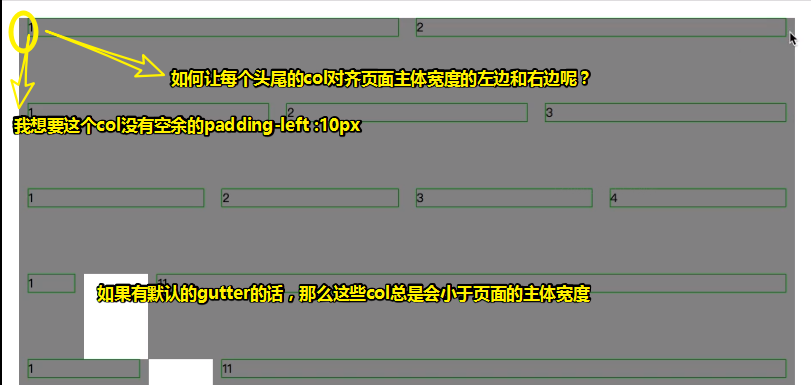 1 2
如何让每个头尾的col对齐页面主体宽度的左边和右边呢？
1 2 3
我想要这个col没有空余的padding-left :10px
1 2 3 4
1 11
如果有默认的gutter的话，那么这些col总是会小于页面的主体宽度
1 11